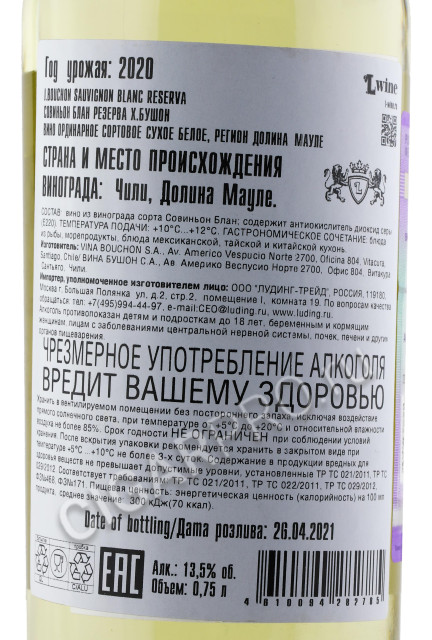 Год урожая: 2020
Lwine
J.BOUCHON SAUVIGNON BLANC RESERVA
СОВИНЬОН БЛАН РЕЗЕРВА Х.БУШОН
ВИНО ОРДИНАРНОЕ СОРТОВОЕ СУХОЕ БЕЛОЕ, РЕГИОН ДОЛИНА МАУЛЕ
СТРАНА И МЕСТО ПРОИСХОЖДЕНИЯ
ВИНОГРАДА: Чили, Долина Мауле.
СОСТАВ: вино из винограда сорта Совиньон Блан; содержит антиокислитель диоксид серы
(Е220). ТЕМПЕРАТУРА ПОДАЧИ: +10°С...+12°С. ГАСТРОНОМИЧЕСКОЕ СОЧЕТАНИЕ: блюда
из рыбы, морепродукты, блюда мексиканской, тайской и китайской кухонь.
Изготовитель: VINA BOUCHON S.A., Av. Americo Vespucio Norte 2700, Oficina 804, Vitacura,
Santiago, Chile/ ВИНА БУШОН С.А., Ав. Америко Веспусио Норте 2700, Офис 804, Витакура,
Сантьяго, Чили.
Импортер, уполномоченное изготовителем лицо: ООО "ЛУДИНГ-ТРЕЙД", РОССИЯ, 119180,
Москва г, Большая Полянка ул, д.2, стр.2, помещение I, комната 19. По вопросам качества
обращаться: тел.+7(495)994-44-97, e-mail:CEO@luding.ru, www.luding.ru.
Алкоголь противопоказан детям и подросткам до 18 лет, беременным и кормящим
женщинам, лицам с заболеваниями центральной нервной системы, почек, печени и других
органов пищеварения.
ЧРЕЗМЕРНОЕ УПОТРЕБЛЕНИЕ АЛКОГОЛЯ
ВРЕДИТ ВАШЕМУ ЗДОРОВЬЮ
Хранить в вентилируемом помещении без постороннего запаха, исключая воздействие
прямого солнечного света, при температуре от +5°С до +20°С и относительной влажности
воздуха не более 85%. Срок годности НЕ ОГРАНИЧЕН при соблюдении условий
хранения. После вскрытия упаковки рекомендуется хранить в закрытом виде при
температуре +5°С ... +10°С не более 3-х суток. Содержание в продукции вредных для
здоровья веществ не превышает допустимых уровней, установленных ТР ТС 021/2011, ТР ТС
029/2012. Соответствует требованиям ТР ТС 021/2011, ТР ТС 022/2011, ТР ТС 029/2012,
ФЗ№468, ФЗ№171. Пищевая ценность: энергетическая ценность (калорийность) на 100 мл
продукта, среднее значение: 300 кДж(70 ккал).
Date of bottling/Дата розлива: 26.04.2021
EAC
Алк.: 13,5% об.
Объем: 0,75 л